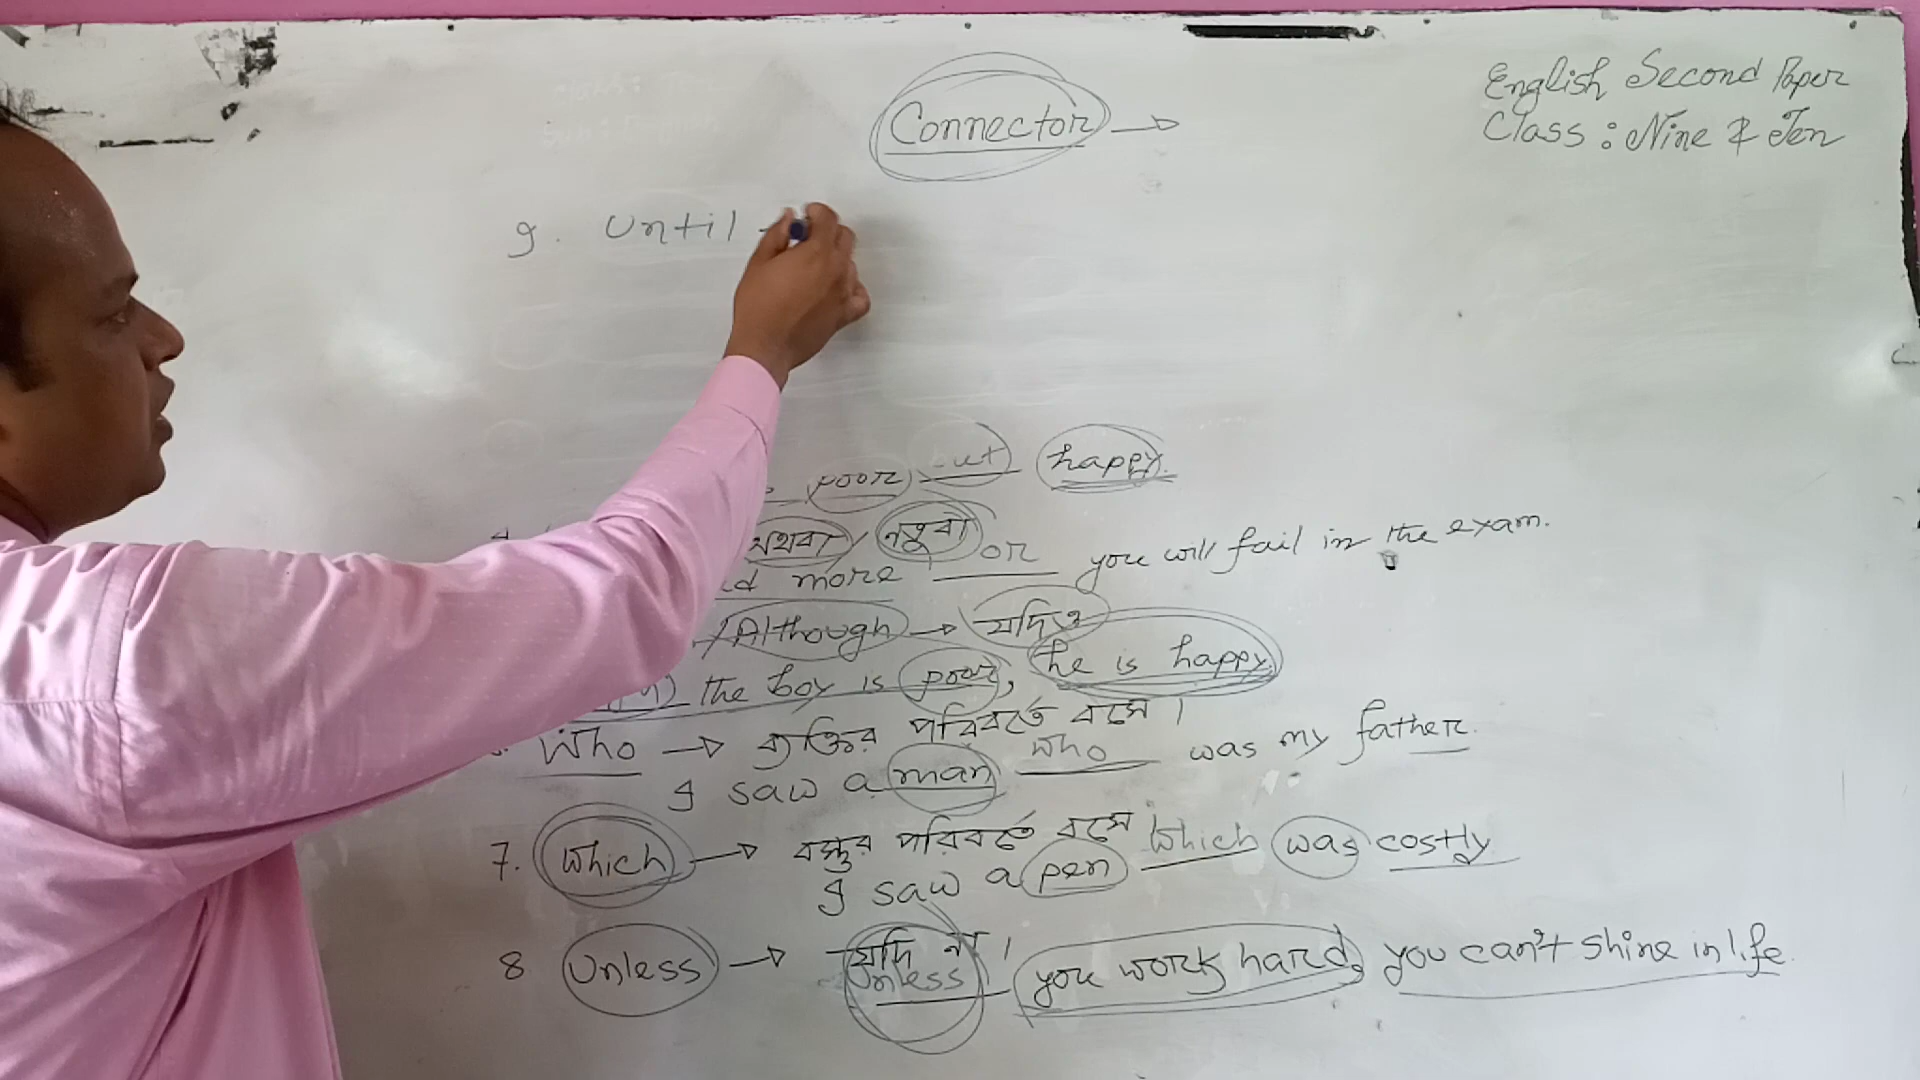 Connector →
English Second Paper
Class : Nine & Ten
9. Until
poor but happy.
অথবা / নতুবা
more or you will fail in the exam.
/Although → যদিও
the boy is poor, he is happy
Who → ব্যক্তির পরিবর্তে বসে ।
I saw a man who was my father.
7. Which → বস্তুর পরিবর্তে বসে ।
I saw a pen which was costly
8 Unless → যদি না ।
Unless you work hard, you can't shine in life.